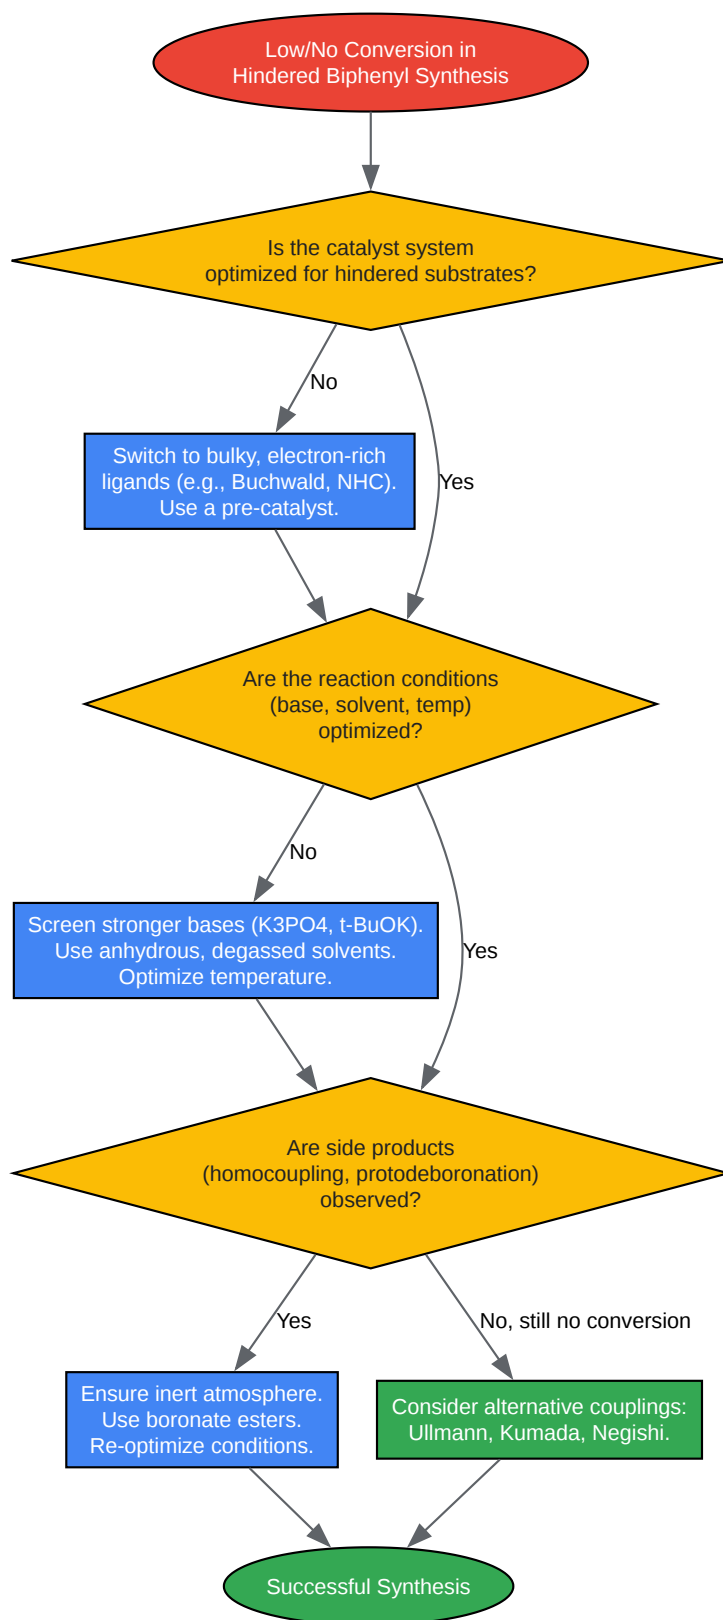 Low/No Conversion in
Hindered Biphenyl Synthesis
Is the catalyst system
optimized for hindered substrates?
No
Switch to bulky, electron-rich
ligands (e.g., Buchwald, NHC).
Use a pre-catalyst.
Yes
Are the reaction conditions
(base, solvent, temp)
optimized?
No
Screen stronger bases (K3PO4, t-BuOK).
Use anhydrous, degassed solvents.
Optimize temperature.
Yes
Are side products
(homocoupling, protodeboronation)
observed?
Yes
No, still no conversion
Ensure inert atmosphere.
Use boronate esters.
Re-optimize conditions.
Consider alternative couplings:
Ullmann, Kumada, Negishi.
Successful Synthesis